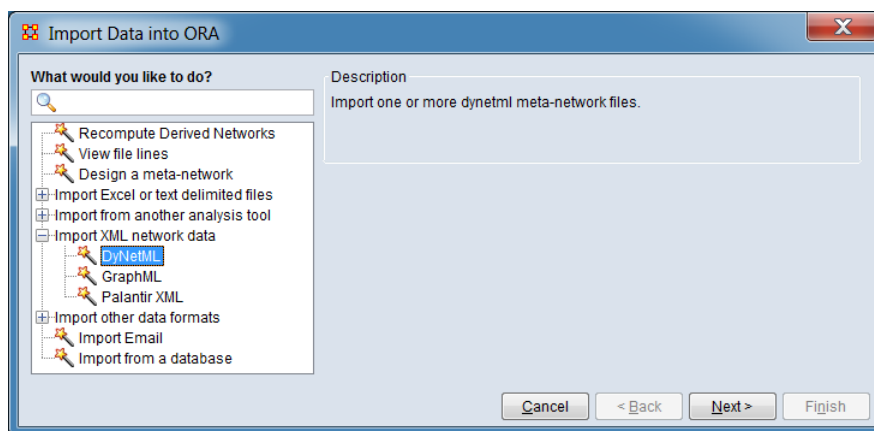 Import Data into ORA
What would you like to do?
Recompute Derived Networks
View file lines
Design a meta-network
Import Excel or text delimited files
Import from another analysis tool
Import XML network data
DyNetML
GraphML
Palantir XML
Import other data formats
Import Email
Import from a database
Description
Import one or more dynetml meta-network files.
Cancel
< Back
Next >
Finish